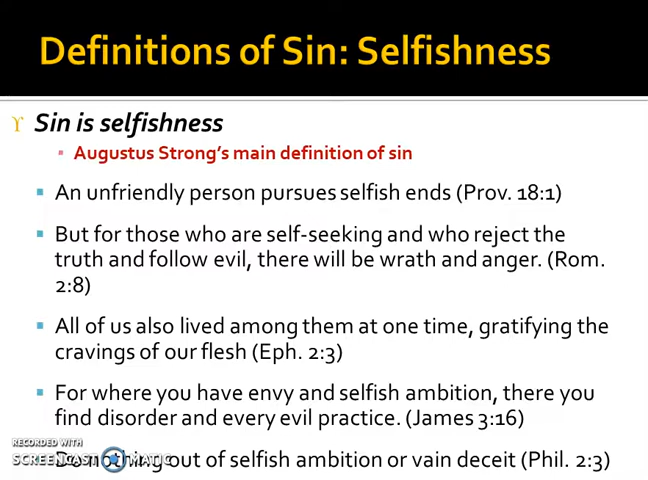 Definitions of Sin: Selfishness
Sin is selfishness
Augustus Strong's main definition of sin
An unfriendly person pursues selfish ends (Prov. 18:1)
But for those who are self-seeking and who reject the
truth and follow evil, there will be wrath and anger. (Rom.
2:8)
All of us also lived among them at one time, gratifying the
cravings of our flesh (Eph. 2:3)
For where you have envy and selfish ambition, there you
find disorder and every evil practice. (James 3:16)
RECORDED WITH
SCREENCAST MATIC
Do nothing out of selfish ambition or vain deceit (Phil. 2:3)